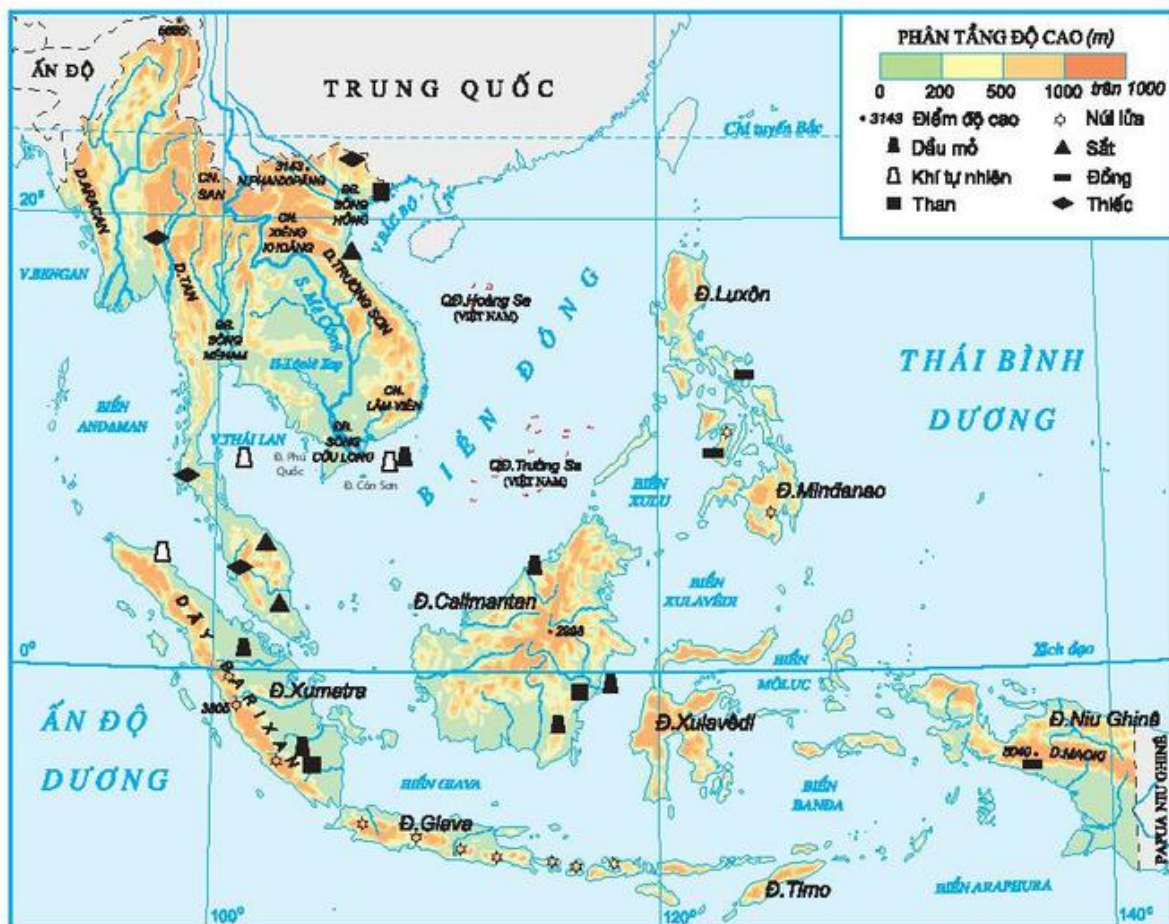 PHÂN TẦNG ĐỘ CAO (m)
0 200 500 1000 trên 1000
• 3143 Điểm độ cao
Núi lửa
Dầu mỏ
Sắt
Khí tự nhiên
Đồng
Than
Thiếc
ẤN ĐỘ
TRUNG QUỐC
Chí tuyến Bắc
20°
D.ARACAN
CN.
SAN
3143
N.PHANXIPĂNG
ĐB.
SÔNG
HỒNG
V.BẮC BỘ
CN.
XIÊNG
KHOẢNG
D.TRƯỜNG SƠN
V.BENGAN
D.TAN
S. Mê Công
ĐB.
SÔNG
MÊNAM
QĐ.Hoàng Sa
(VIỆT NAM)
Đ.Luxôn
BIỂN ĐÔNG
THÁI BÌNH
DƯƠNG
BIỂN
ANDAMAN
CN.
LÂM VIÊN
V.THÁI LAN
Đ. Phú
Quốc
ĐB.
SÔNG
CỬU LONG
Đ. Côn Sơn
QĐ.Trường Sa
(VIỆT NAM)
BIỂN
XULU
Đ.Minđanao
BIỂN
XULAVÊDI
Đ.Calimantan
0°
Xích đạo
DÃY BARIXAN
Đ.Xumatra
3805
BIỂN
MÔLUC
ẤN ĐỘ
DƯƠNG
Đ.Xulavêdi
Đ.Niu Ghinê
D.MAOKI
PAPUA NIU GHINÊ
BIỂN GIAVA
BIỂN
BANDA
Đ.Giava
Đ.Timo
BIỂN ARAPHURA
100°
120°
140°